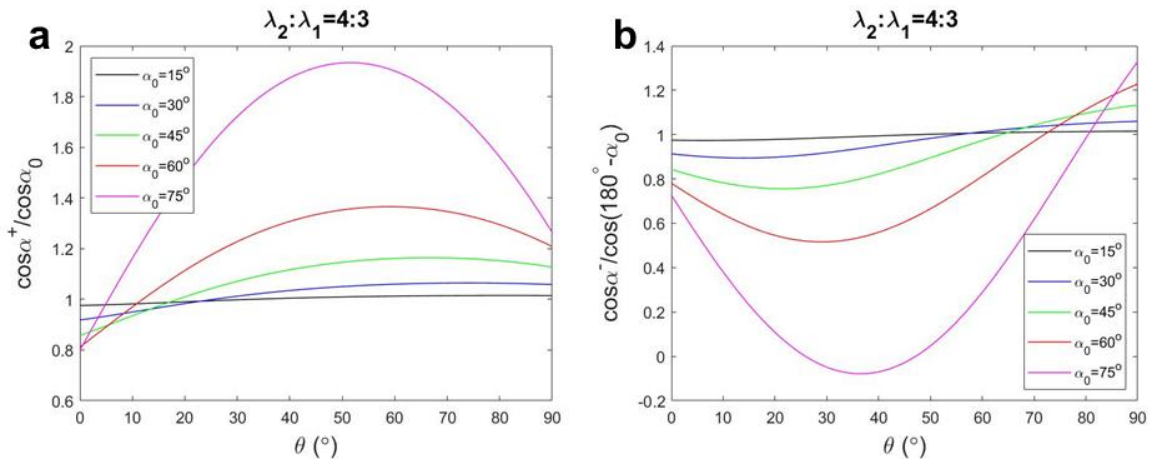 a
λ₂:λ₁=4:3
cosα⁺/cosα₀
2
1.8
1.6
1.4
1.2
1
0.8
0.6
α₀=15°
α₀=30°
α₀=45°
α₀=60°
α₀=75°
0 10 20 30 40 50 60 70 80 90
θ (°)
b
λ₂:λ₁=4:3
cosα⁻/cos(180°-α₀)
1.4
1.2
1
0.8
0.6
0.4
0.2
0
-0.2
α₀=15°
α₀=30°
α₀=45°
α₀=60°
α₀=75°
0 10 20 30 40 50 60 70 80 90
θ (°)